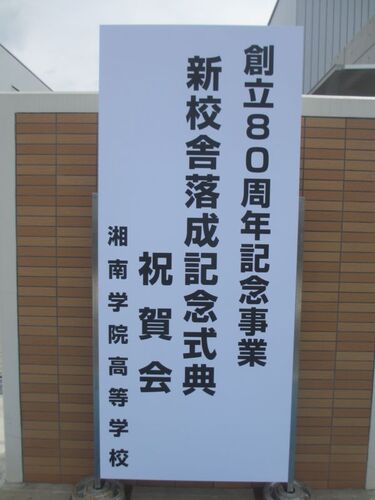 創立80周年記念事業
新校舎落成記念式典
祝賀会
湘南学院高等学校